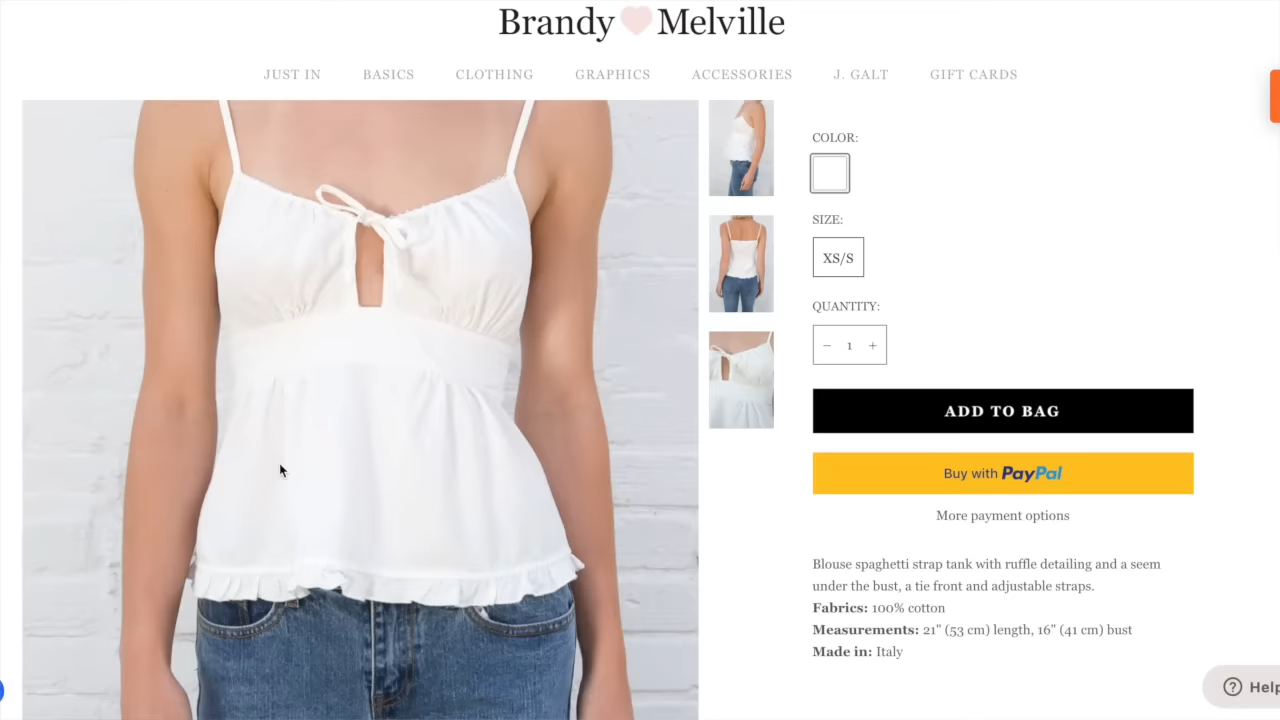 Brandy Melville
JUST IN BASICS CLOTHING GRAPHICS ACCESSORIES J. GALT GIFT CARDS
COLOR:
SIZE:
XS/S
QUANTITY:
− 1 +
ADD TO BAG
Buy with PayPal
More payment options
Blouse spaghetti strap tank with ruffle detailing and a seem
under the bust, a tie front and adjustable straps.
Fabrics: 100% cotton
Measurements: 21" (53 cm) length, 16" (41 cm) bust
Made in: Italy
? Help